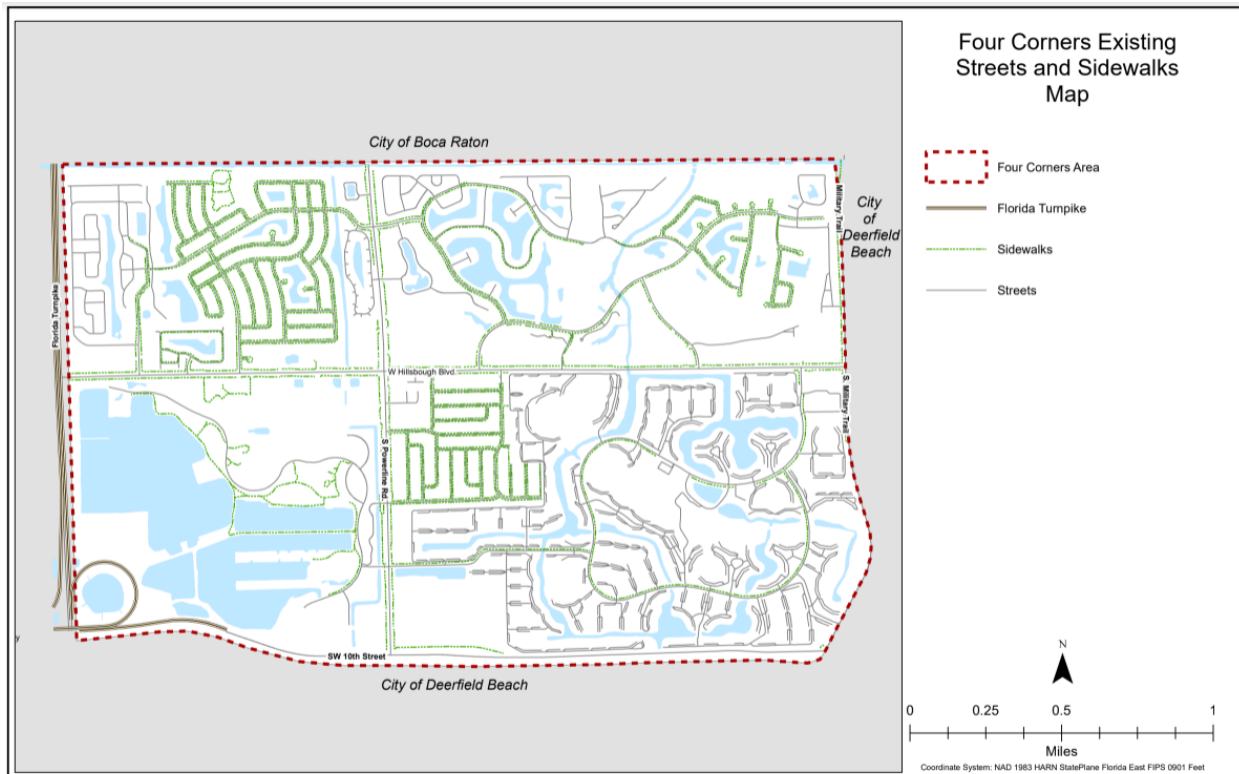 Four Corners Existing
Streets and Sidewalks
Map
City of Boca Raton
Four Corners Area
Military Trail
City
of
Deerfield
Beach
Florida Turnpike
Sidewalks
Florida Turnpike
Streets
W Hillsbough Blvd.
S. Military Trail
S Powerline Rd.
y
SW 10th Street
City of Deerfield Beach
N
0 0.25 0.5 1
Miles
Coordinate System: NAD 1983 HARN StatePlane Florida East FIPS 0901 Feet